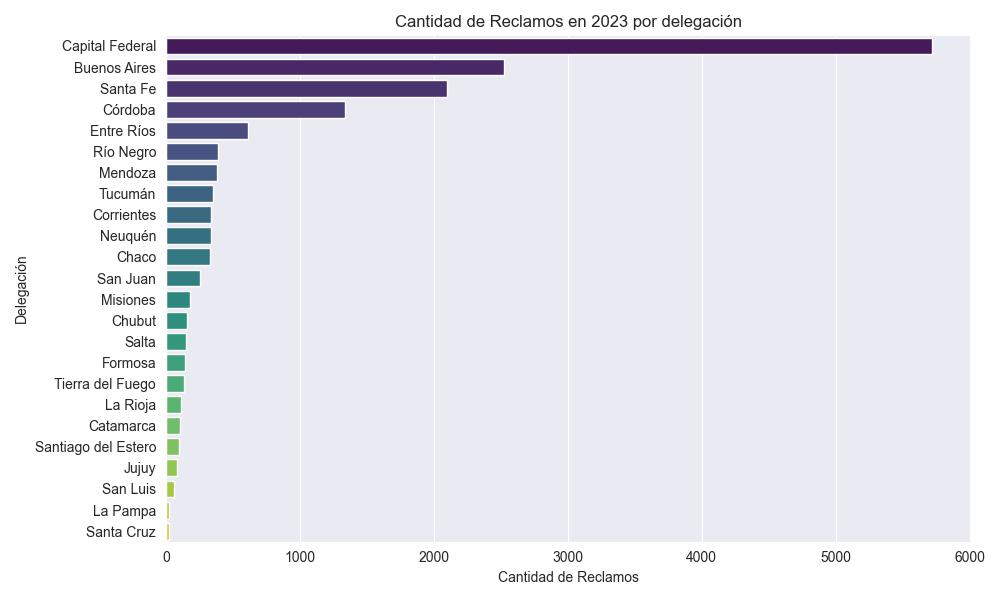 Cantidad de Reclamos en 2023 por delegación
Delegación
Capital Federal
Buenos Aires
Santa Fe
Córdoba
Entre Ríos
Río Negro
Mendoza
Tucumán
Corrientes
Neuquén
Chaco
San Juan
Misiones
Chubut
Salta
Formosa
Tierra del Fuego
La Rioja
Catamarca
Santiago del Estero
Jujuy
San Luis
La Pampa
Santa Cruz
0 1000 2000 3000 4000 5000 6000
Cantidad de Reclamos